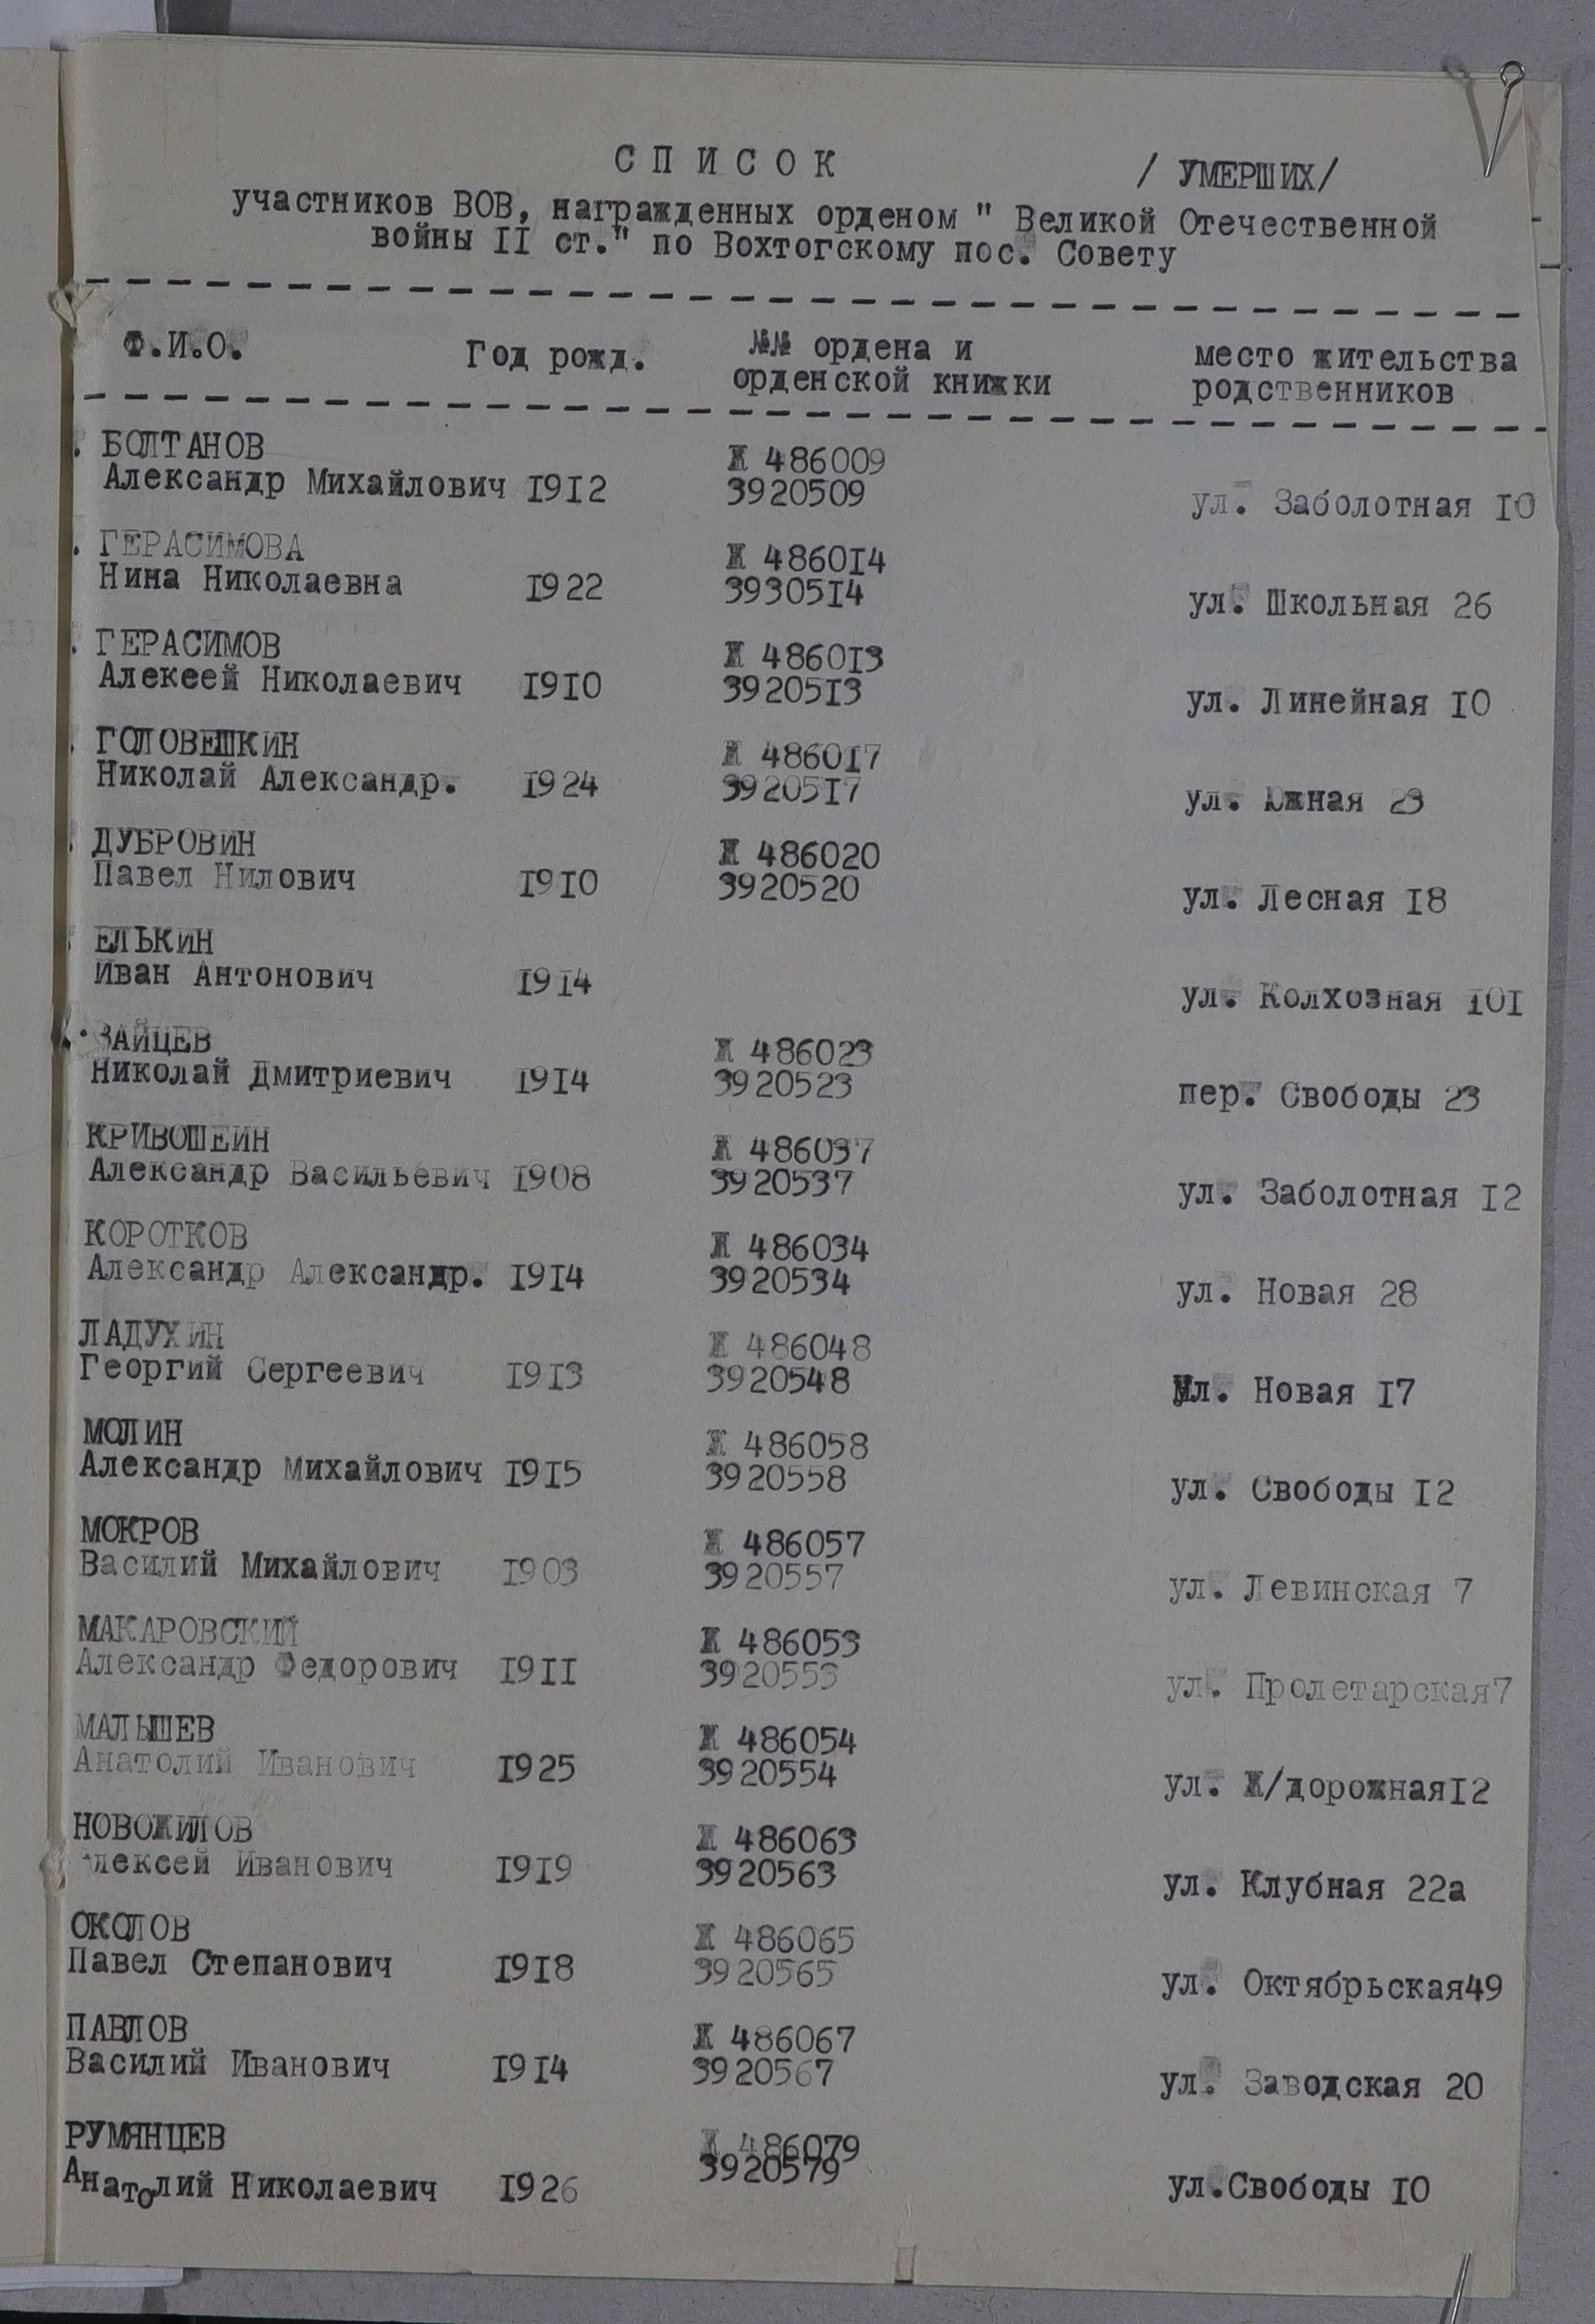 СПИСОК / УМЕРШИХ/
участников ВОВ, награжденных орденом " Великой Отечественной
войны II ст." по Вохтогскому пос. Совету
Ф.И.О. Год рожд. №№ ордена и место жительства
орденской книжки родственников
БОЛТАНОВ Ж 486009
Александр Михайлович 1912 3920509 ул. Заболотная 10
ГЕРАСИМОВА Ж 486014
Нина Николаевна 1922 3930514 ул. Школьная 26
ГЕРАСИМОВ Ж 486013
Алексей Николаевич 1910 3920513 ул. Линейная 10
ГОЛОВЕШКИН Ж 486017
Николай Александр. 1924 3920517 ул. Южная 23
ДУБРОВИН Ж 486020
Павел Нилович 1910 3920520 ул. Лесная 18
ЕЛЬКИН
Иван Антонович 1914 ул. Колхозная 101
ЗАЙЦЕВ Ж 486023
Николай Дмитриевич 1914 3920523 пер. Свободы 23
КРИВОШЕИН Ж 486037
Александр Васильевич 1908 3920537 ул. Заболотная 12
КОРОТКОВ Ж 486034
Александр Александр. 1914 3920534 ул. Новая 28
ЛАДУХИН Ж 486048
Георгий Сергеевич 1913 3920548 ул. Новая 17
МОЛИН Ж 486058
Александр Михайлович 1915 3920558 ул. Свободы 12
МОКРОВ Ж 486057
Василий Михайлович 1903 3920557 ул. Левинская 7
МАКАРОВСКИЙ Ж 486053
Александр Федорович 1911 3920553 ул. Пролетарская7
МАЛЫШЕВ Ж 486054
Анатолий Иванович 1925 3920554 ул. Ж/дорожная12
НОВОЖИЛОВ Ж 486063
Алексей Иванович 1919 3920563 ул. Клубная 22а
ОКОЛОВ Ж 486065
Павел Степанович 1918 3920565 ул. Октябрьская49
ПАВЛОВ Ж 486067
Василий Иванович 1914 3920567 ул. Заводская 20
РУМЯНЦЕВ Ж 486079
Анатолий Николаевич 1926 3920579 ул.Свободы 10